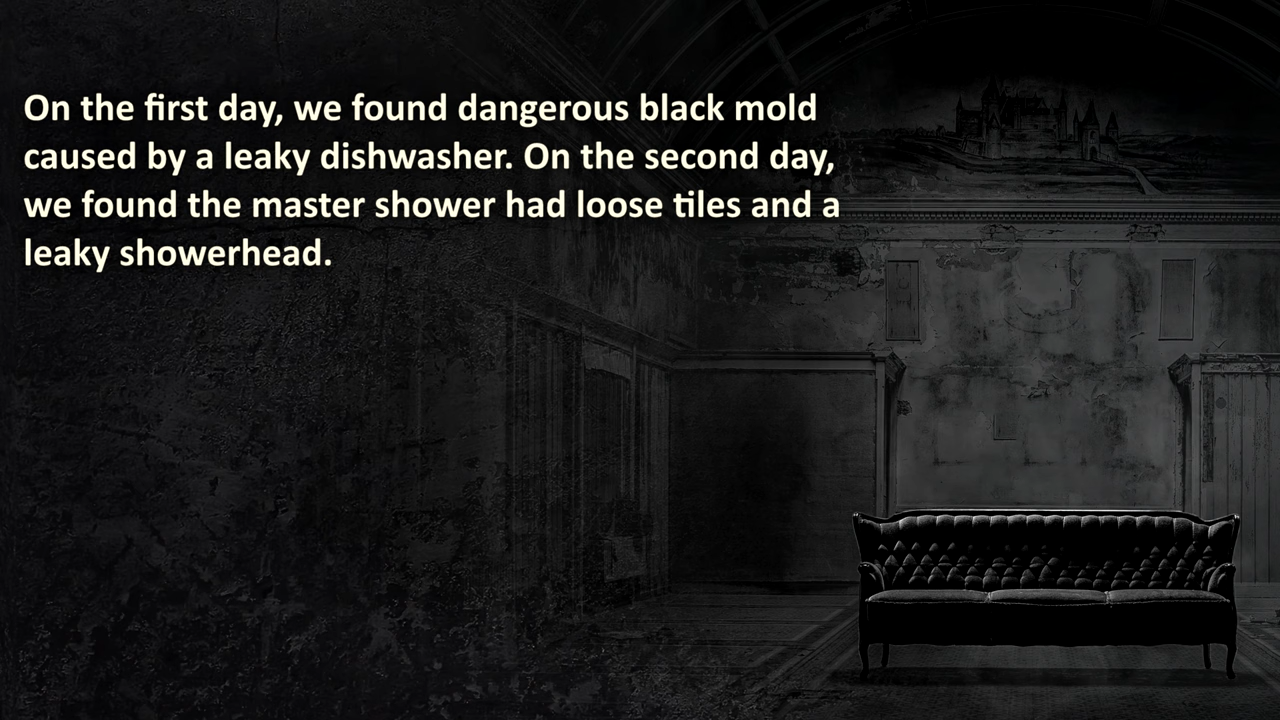 On the first day, we found dangerous black mold
caused by a leaky dishwasher. On the second day,
we found the master shower had loose tiles and a
leaky showerhead.